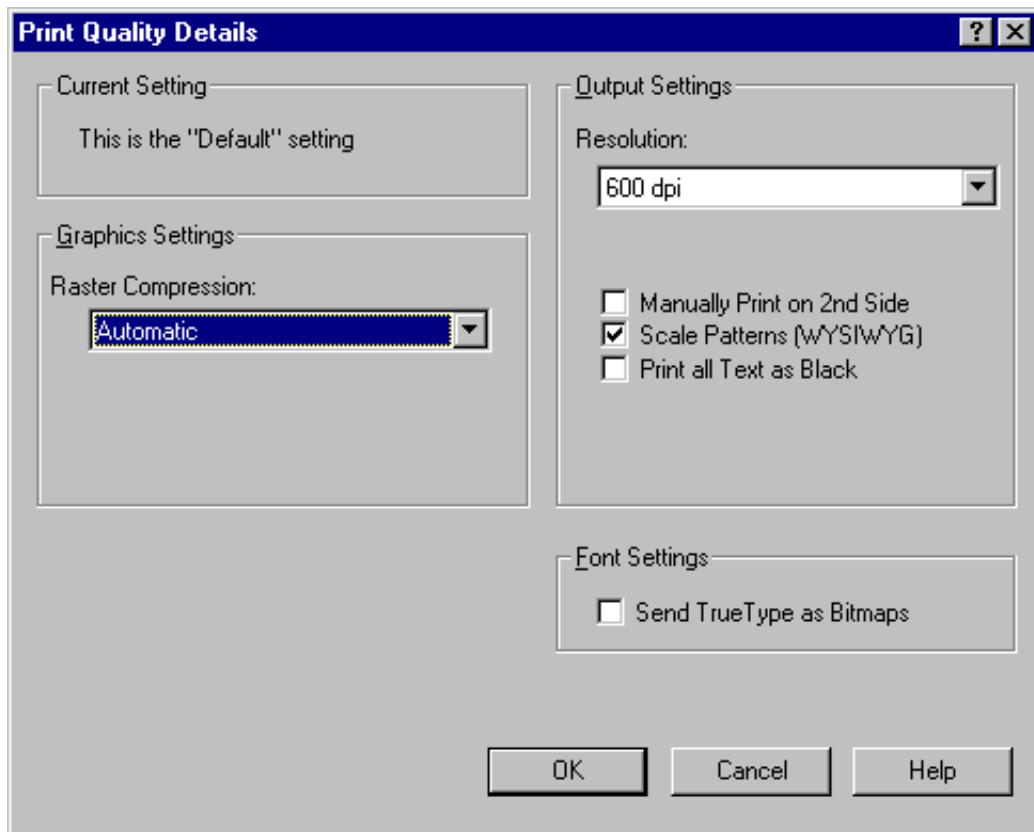 Print Quality Details
Current Setting
This is the "Default" setting
Graphics Settings
Raster Compression:
Automatic
Output Settings
Resolution:
600 dpi
Manually Print on 2nd Side
Scale Patterns (WYSIWYG)
Print all Text as Black
Font Settings
Send TrueType as Bitmaps
OK
Cancel
Help